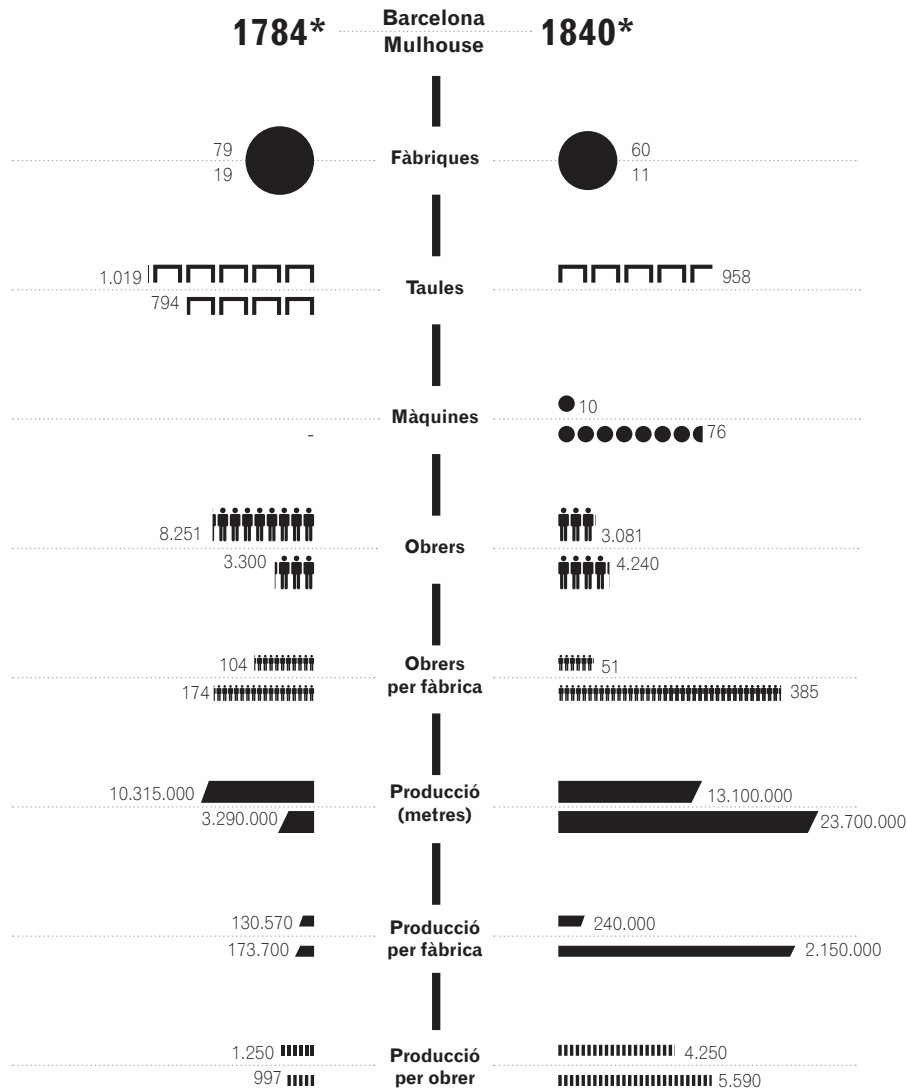 1784*
Barcelona
Mulhouse
1840*
79
19
Fàbriques
60
11
1.019
794
Taules
958
Màquines
-
10
76
8.251
3.300
Obrers
3.081
4.240
104
174
Obrers
per fàbrica
51
385
10.315.000
3.290.000
Producció
(metres)
13.100.000
23.700.000
130.570
173.700
Producció
per fàbrica
240.000
2.150.000
1.250
997
Producció
per obrer
4.250
5.590